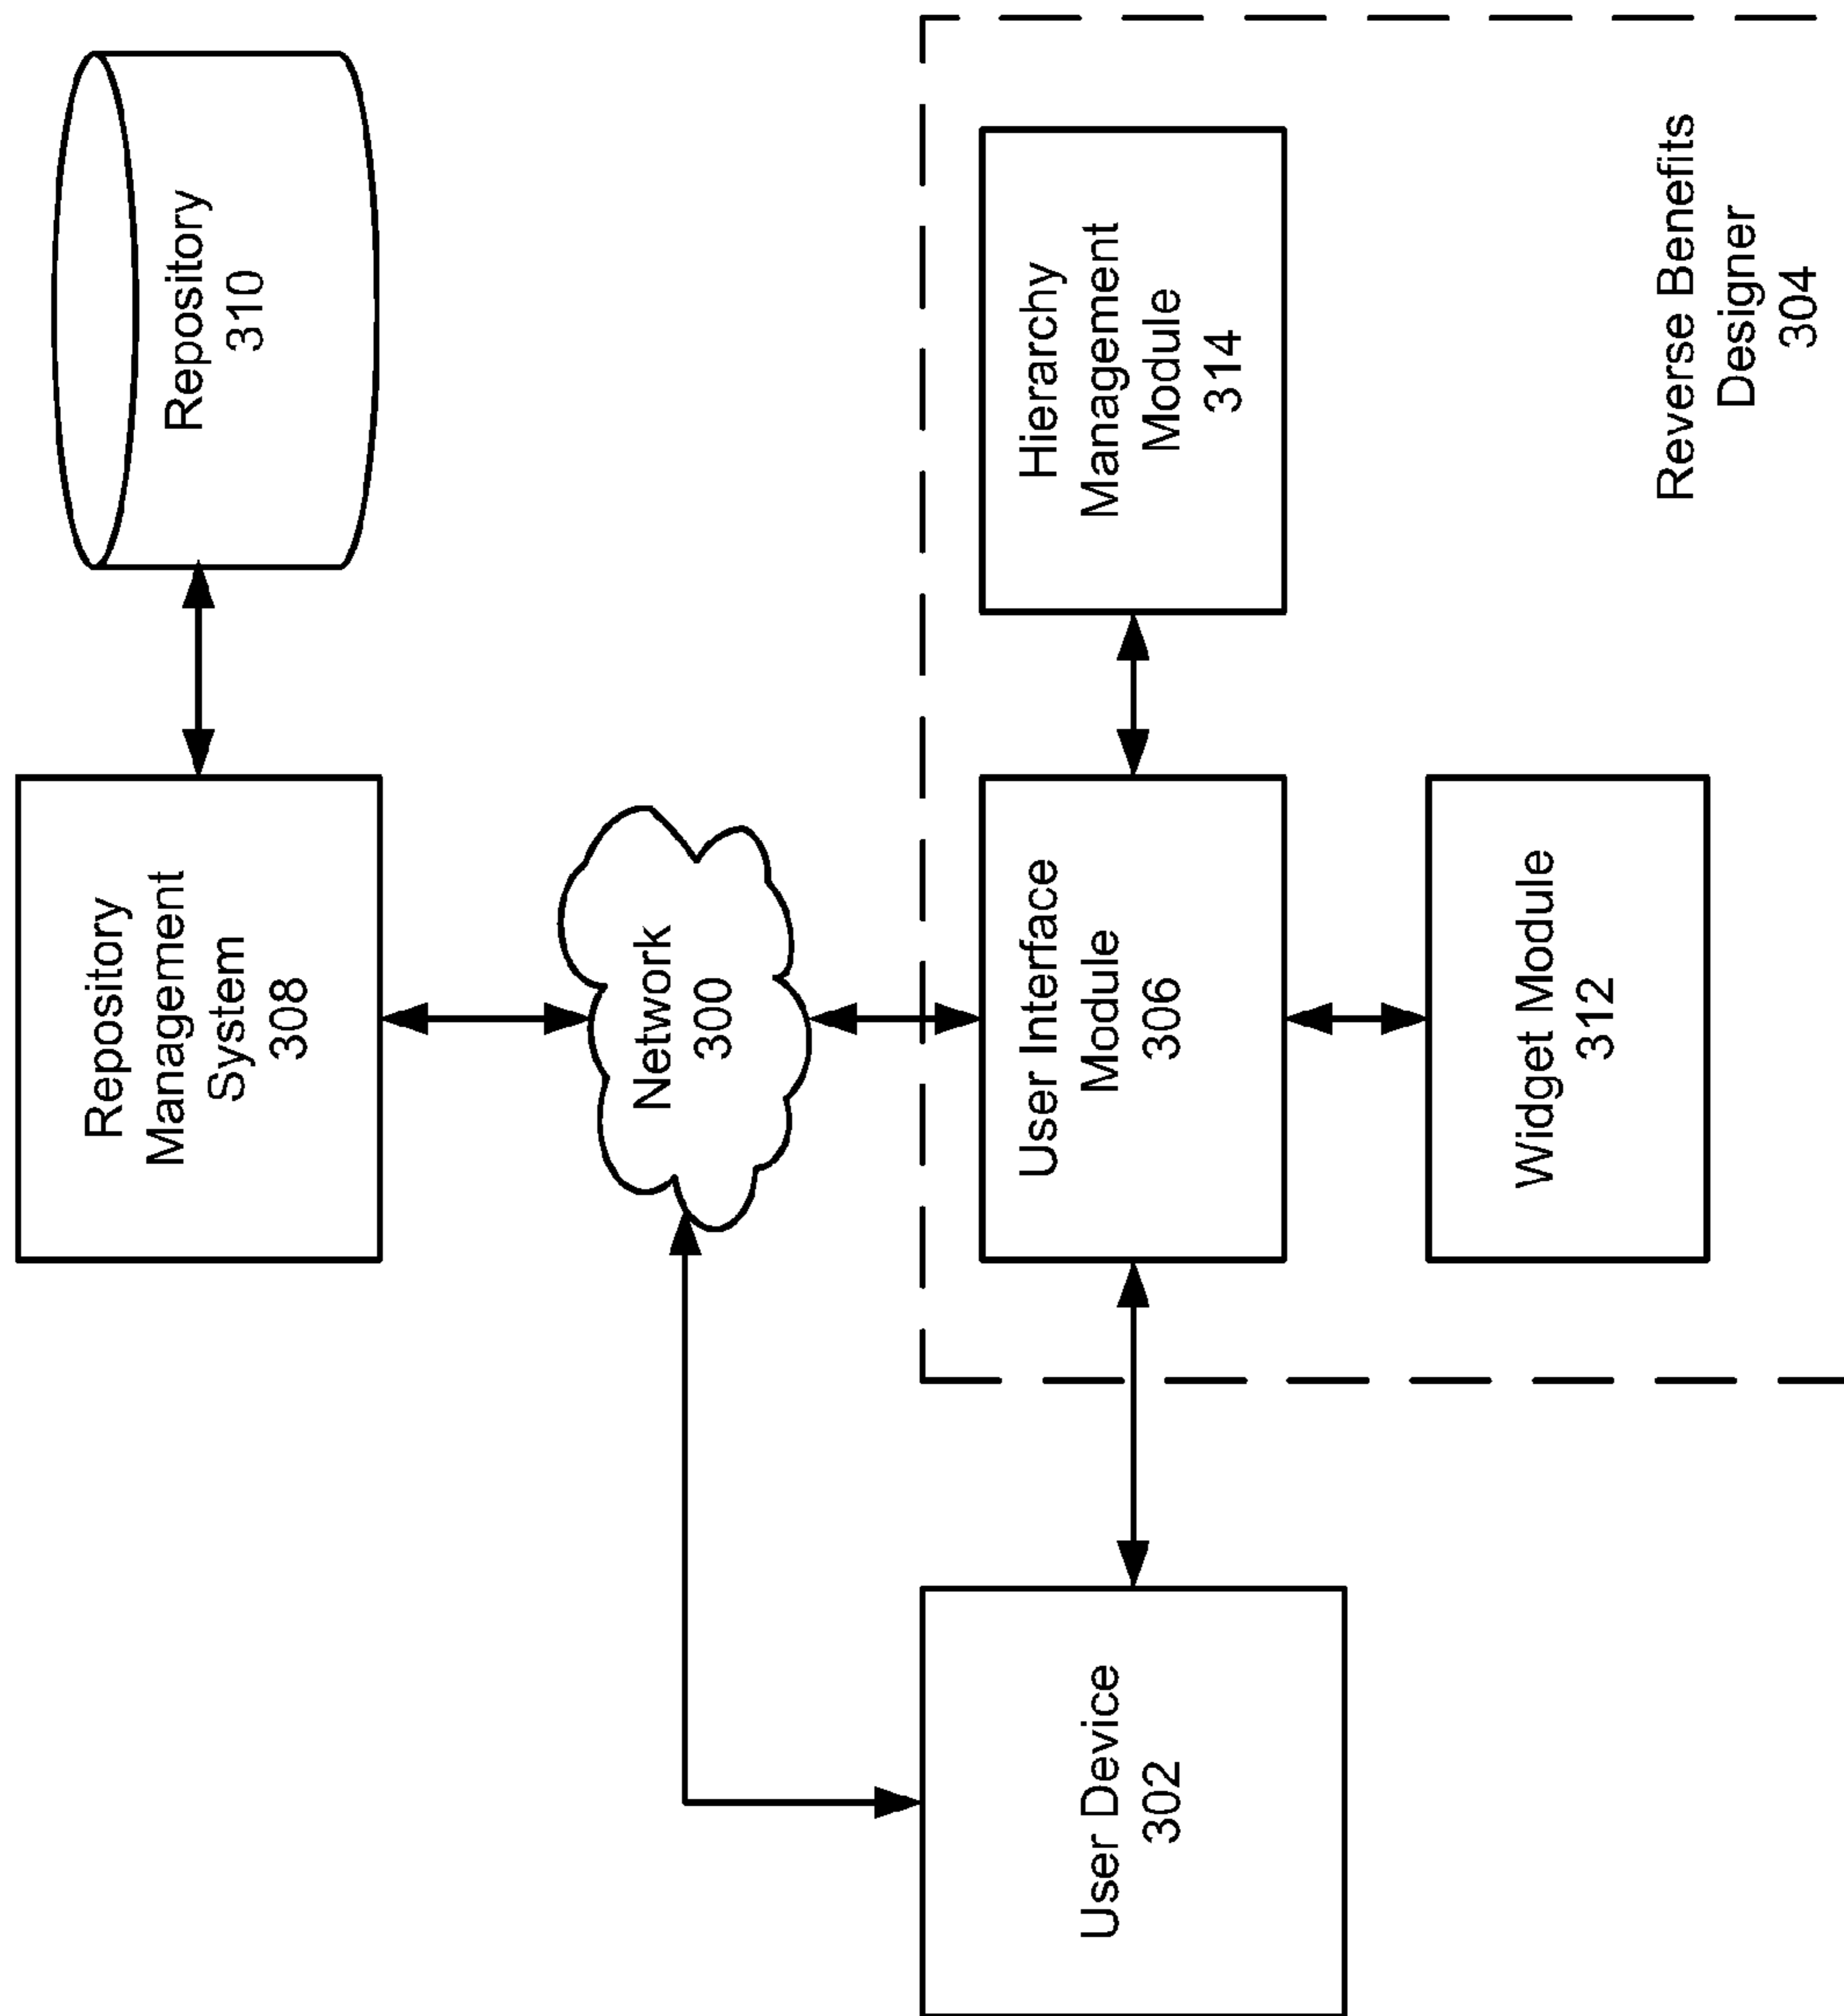 Repository
Management
System
308
Repository
310
Network
300
User Device
302
User Interface
Module
306
Hierarchy
Management
Module
314
Widget Module
312
Reverse Benefits
Designer
304